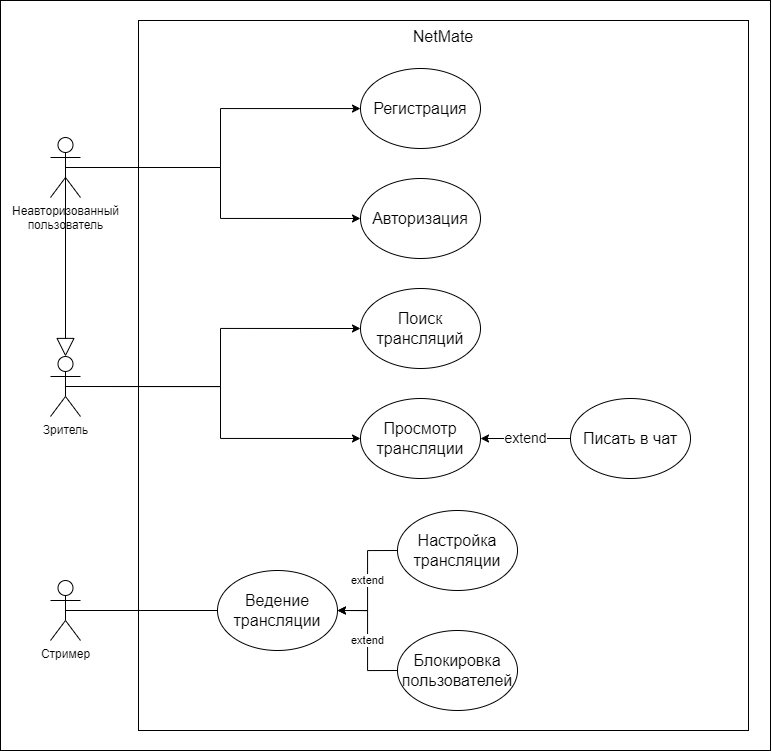 NetMate
Регистрация
Неавторизованный
пользователь
Авторизация
Поиск
трансляций
Зритель
Просмотр
трансляции
extend
Писать в чат
Настройка
трансляции
extend
Ведение
трансляции
Стример
extend
Блокировка
пользователей